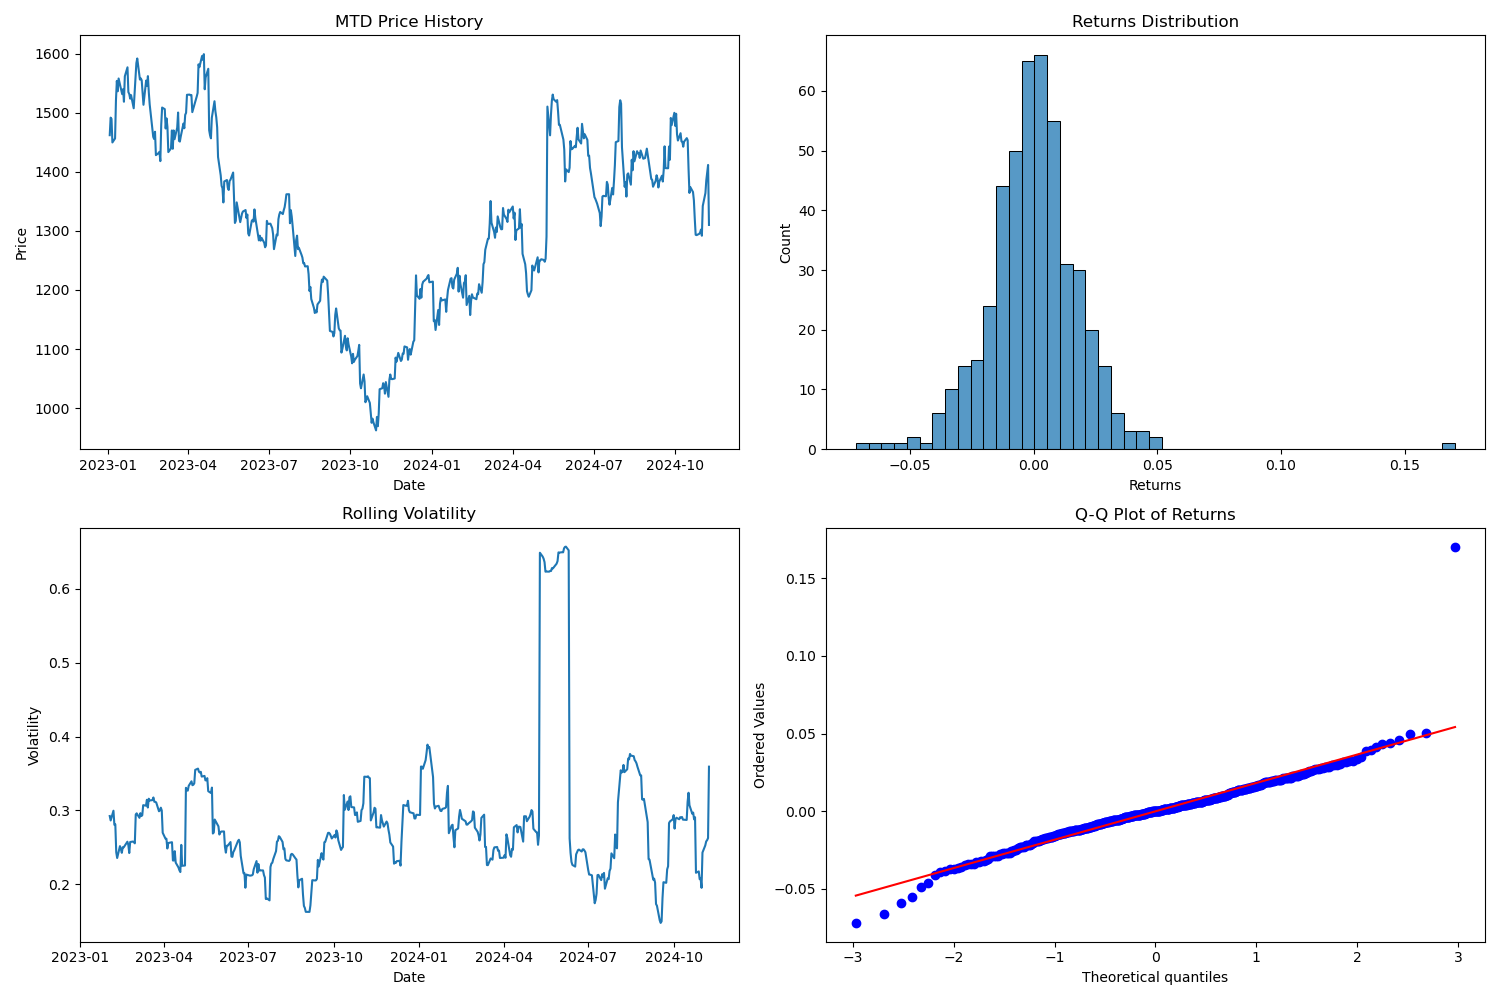 MTD Price History
1600
1500
1400
1300
1200
1100
1000
Price
2023-01 2023-04 2023-07 2023-10 2024-01 2024-04 2024-07 2024-10
Date
Returns Distribution
60
50
40
30
20
10
0
Count
−0.05 0.00 0.05 0.10 0.15
Returns
Rolling Volatility
0.6
0.5
0.4
0.3
0.2
Volatility
2023-01 2023-04 2023-07 2023-10 2024-01 2024-04 2024-07 2024-10
Date
Q-Q Plot of Returns
0.15
0.10
0.05
0.00
−0.05
Ordered Values
−3 −2 −1 0 1 2 3
Theoretical quantiles